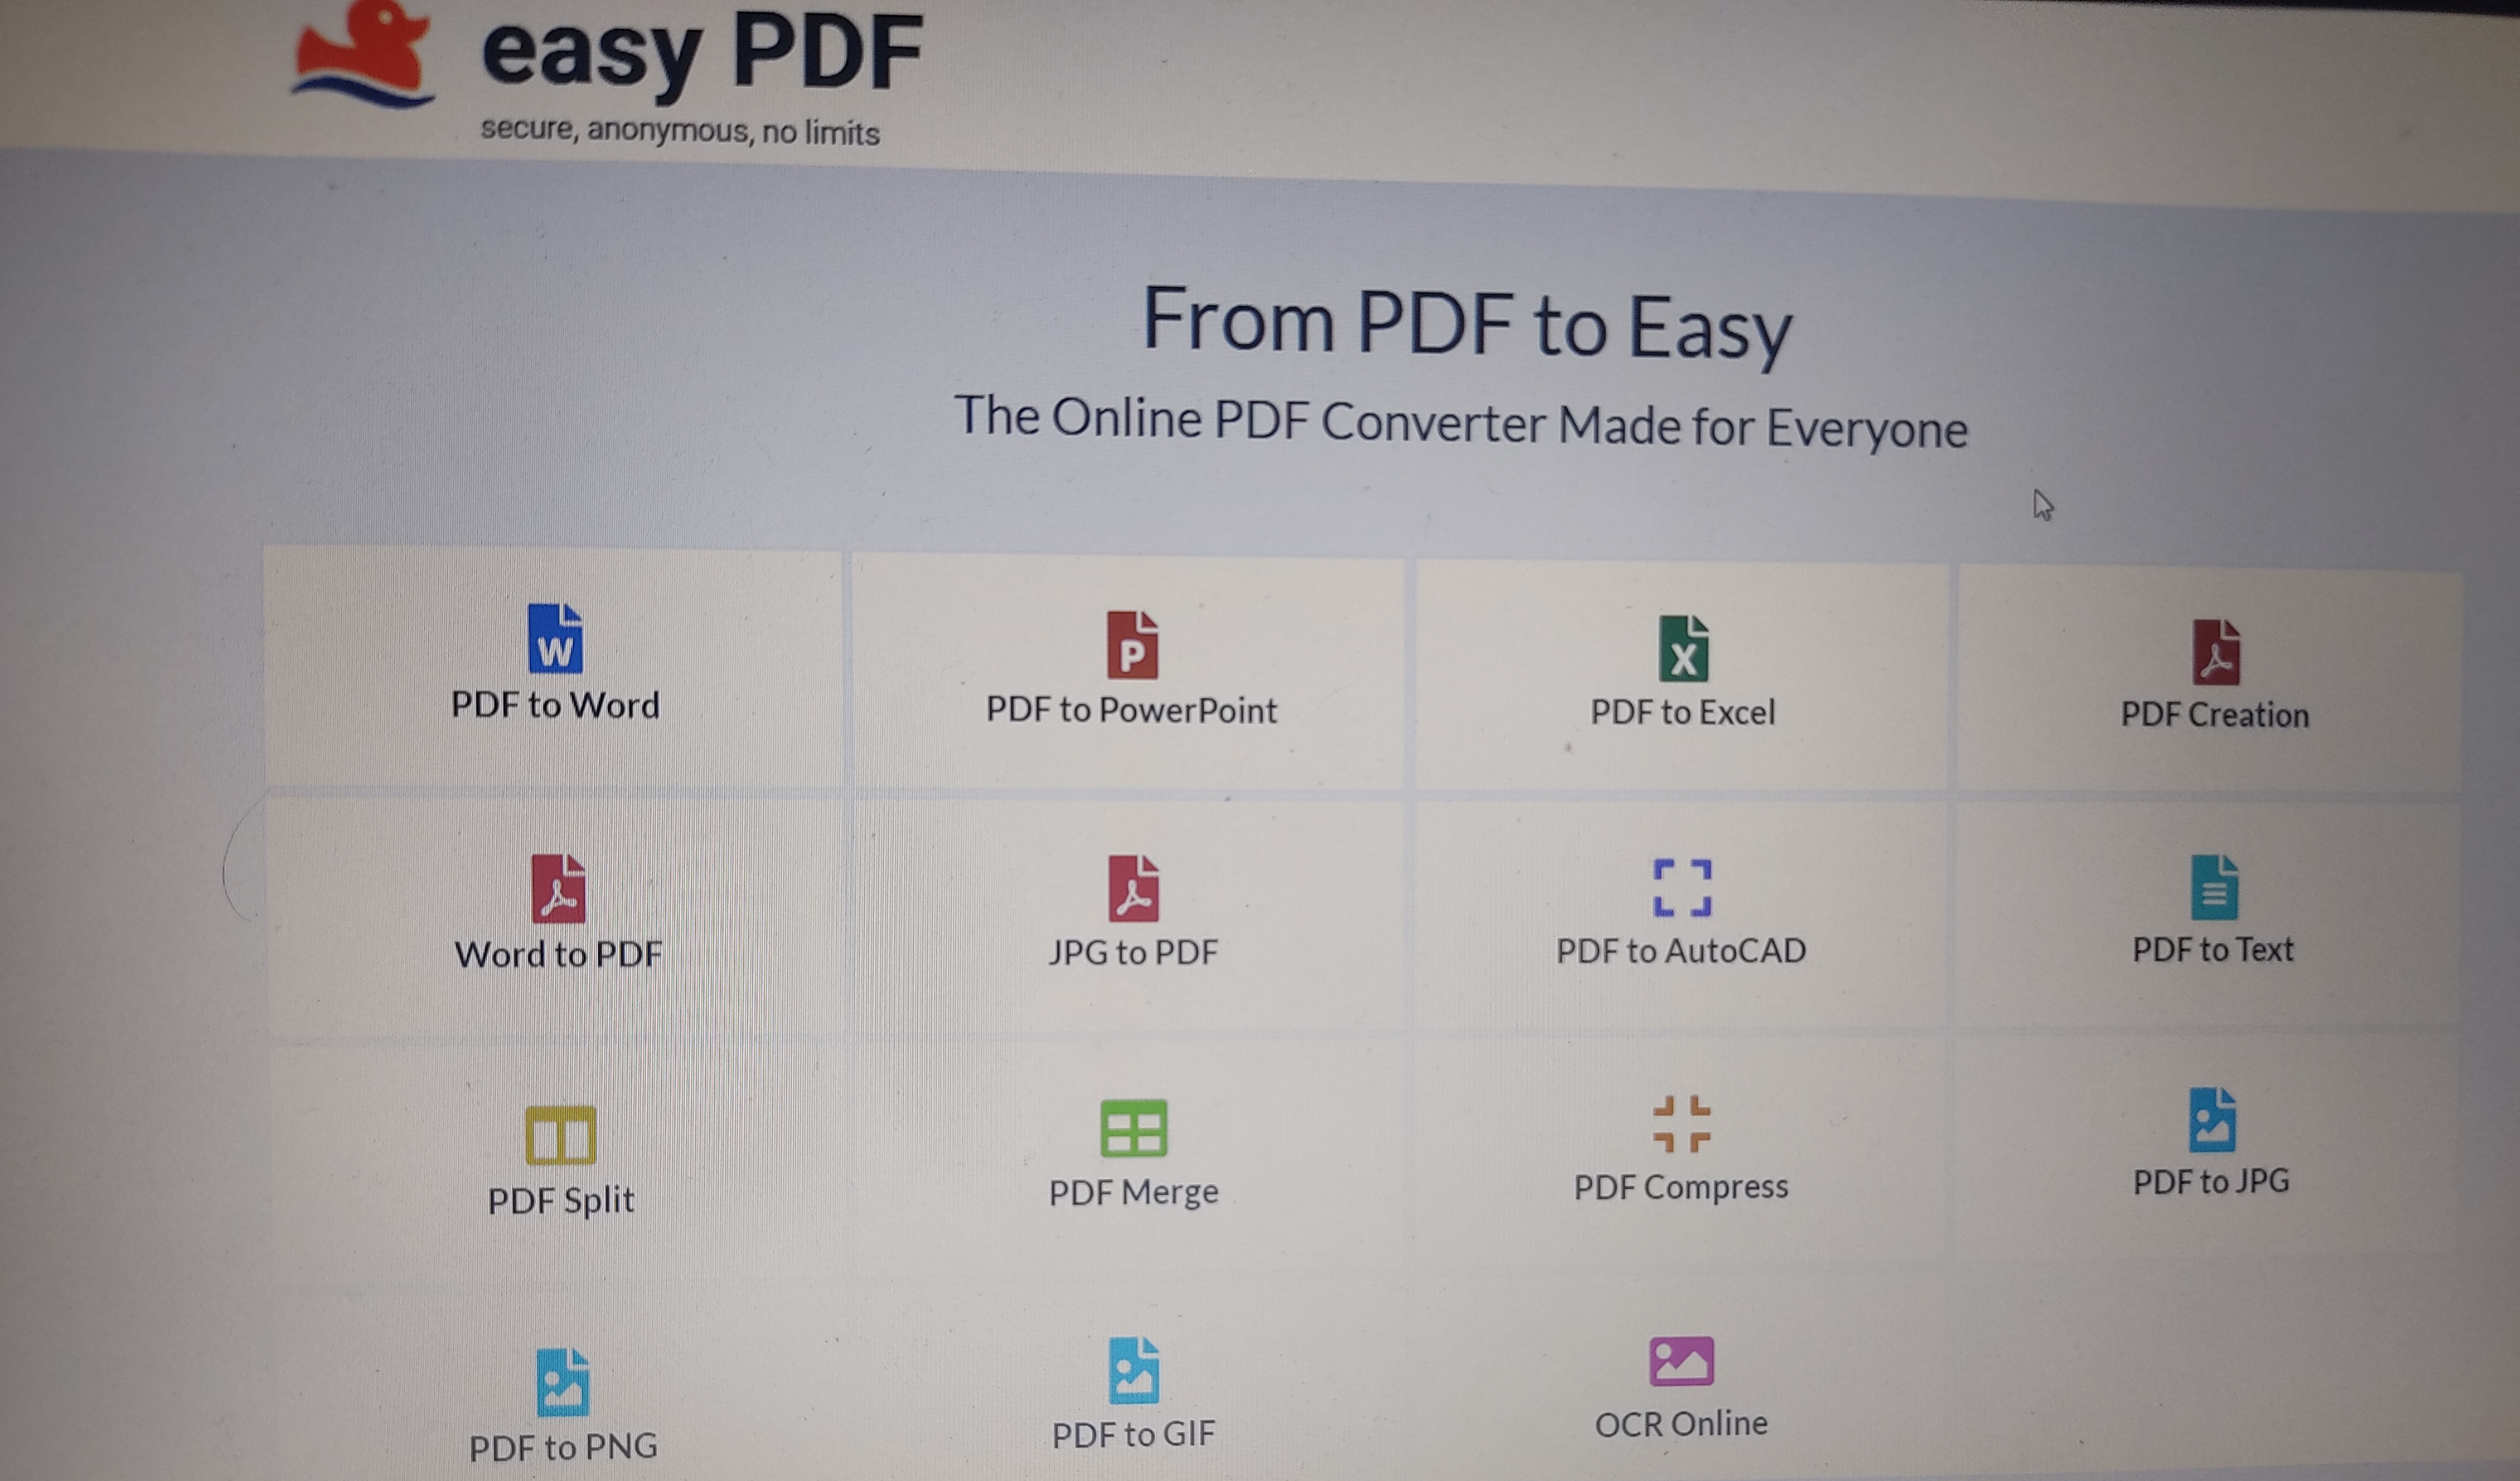 easy PDF
secure, anonymous, no limits
From PDF to Easy
The Online PDF Converter Made for Everyone
W
PDF to Word
P
PDF to PowerPoint
X
PDF to Excel
PDF Creation
Word to PDF
JPG to PDF
PDF to AutoCAD
PDF to Text
PDF Split
PDF Merge
PDF Compress
PDF to JPG
PDF to PNG
PDF to GIF
OCR Online